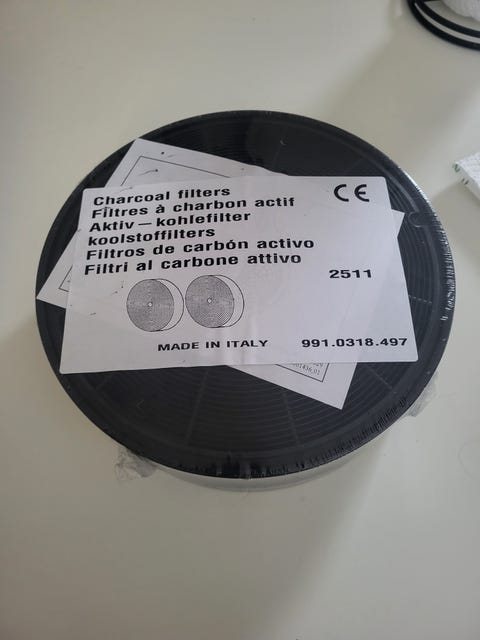 Charcoal filters
Filtres à charbon actif
Aktiv – kohlefilter
koolstoffilters
Filtros de carbón activo
Filtri al carbone attivo
CE
2511
MADE IN ITALY
991.0318.497